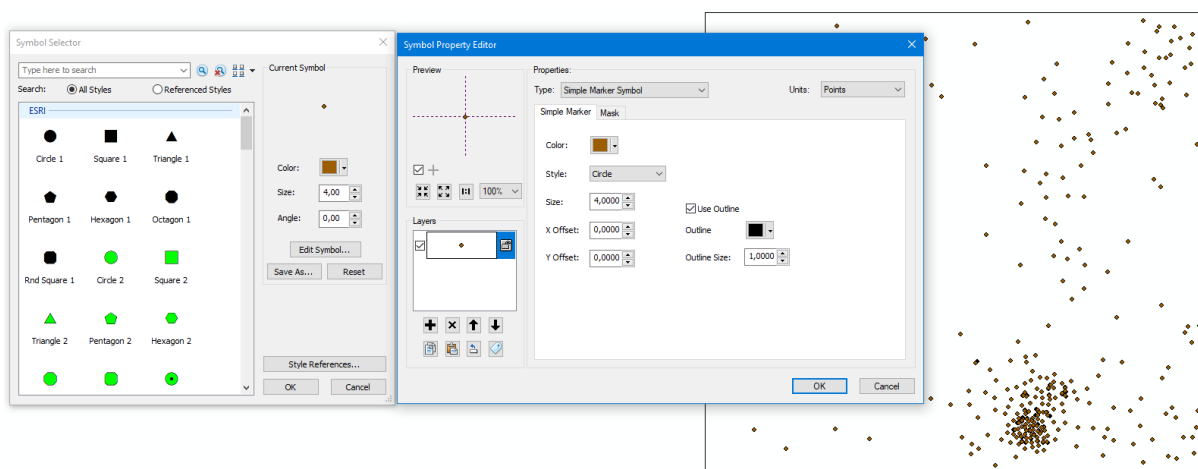 Symbol Selector
Type here to search
Search:
All Styles
Referenced Styles
ESRI
Circle 1
Square 1
Triangle 1
Pentagon 1
Hexagon 1
Octagon 1
Rnd Square 1
Circle 2
Square 2
Triangle 2
Pentagon 2
Hexagon 2
Current Symbol
Color:
Size:
4,00
Angle:
0,00
Edit Symbol...
Save As...
Reset
Style References...
OK
Cancel
Symbol Property Editor
Preview
1:1
100%
Layers
Properties:
Type:
Simple Marker Symbol
Units:
Points
Simple Marker
Mask
Color:
Style:
Circle
Size:
4,0000
Use Outline
X Offset:
0,0000
Outline
Y Offset:
0,0000
Outline Size:
1,0000
OK
Cancel